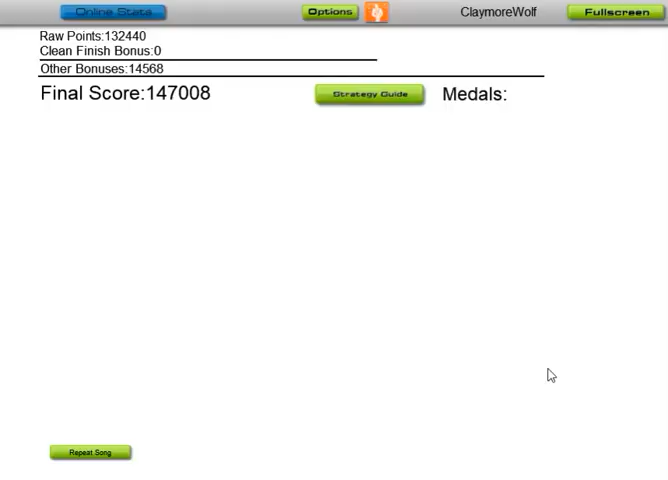 Online Stats
Options
ClaymoreWolf
Fullscreen
Raw Points:132440
Clean Finish Bonus:0
Other Bonuses:14568
Final Score:147008
Strategy Guide
Medals:
Repeat Song